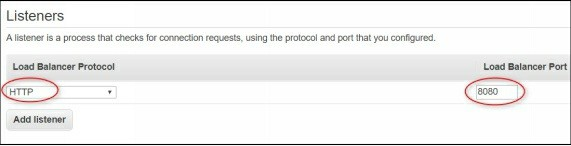 Listeners
A listener is a process that checks for connection requests, using the protocol and port that you configured.
Load Balancer Protocol Load Balancer Port
HTTP 8080
Add listener